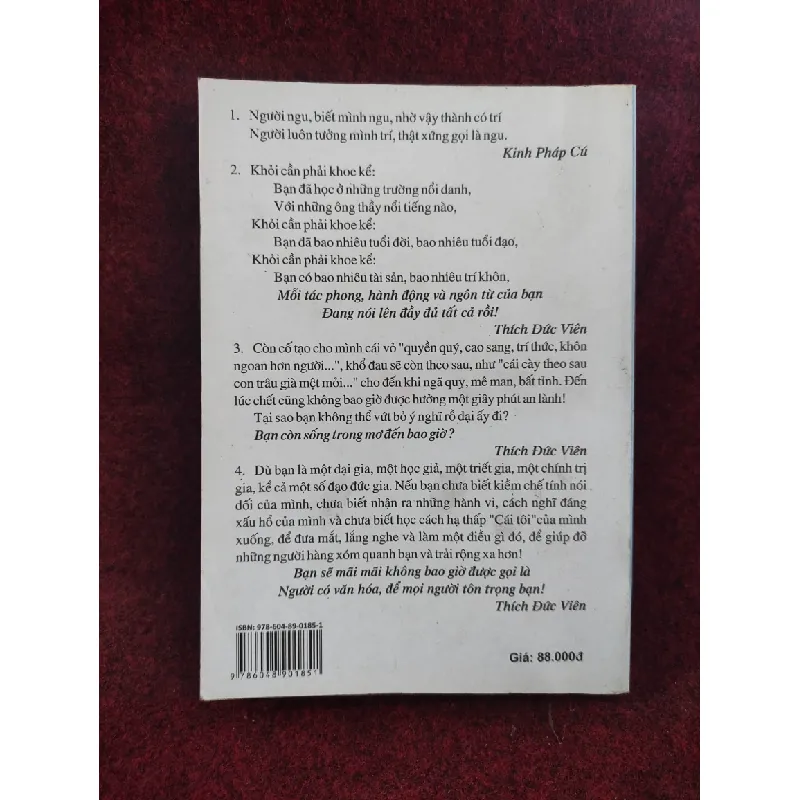 1. Người ngu, biết mình ngu, nhờ vậy thành có trí
Người luôn tưởng mình trí, thật xứng gọi là ngu.
Kinh Pháp Cú
2. Khỏi cần phải khoe kể:
Bạn đã học ở những trường nổi danh,
Với những ông thầy nổi tiếng nào,
Khỏi cần phải khoe kể:
Bạn đã bao nhiêu tuổi đời, bao nhiêu tuổi đạo,
Khỏi cần phải khoe kể:
Bạn có bao nhiêu tài sản, bao nhiêu trí khôn,
Mỗi tác phong, hành động và ngôn từ của bạn
Đang nói lên đầy đủ tất cả rồi!
Thích Đức Viên
3. Còn cố tạo cho mình cái vỏ "quyền quý, cao sang, trí thức, khôn
ngoan hơn người...", khổ đau sẽ còn theo sau, như "cái cày theo sau
con trâu già mệt mỏi..." cho đến khi ngã quỵ, mê man, bất tỉnh. Đến
lúc chết cũng không bao giờ được hưởng một giây phút an lành!
Tại sao bạn không thể vứt bỏ ý nghĩ rồ dại ấy đi?
Bạn còn sống trong mơ đến bao giờ?
Thích Đức Viên
4. Dù bạn là một đại gia, một học giả, một triết gia, một chính trị
gia, kể cả một số đạo đức gia. Nếu bạn chưa biết kiềm chế tính nói
dối của mình, chưa biết nhận ra những hành vi, cách nghĩ đáng
xấu hổ của mình và chưa biết học cách hạ thấp "Cái tôi"của mình
xuống, để đưa mắt, lắng nghe và làm một điều gì đó, để giúp đỡ
những người hàng xóm quanh bạn và trải rộng xa hơn!
Bạn sẽ mãi mãi không bao giờ được gọi là
Người có văn hóa, để mọi người tôn trọng bạn!
Thích Đức Viên
ISBN: 978-604-89-0185-1
9 786048 901851
Giá: 88.000đ